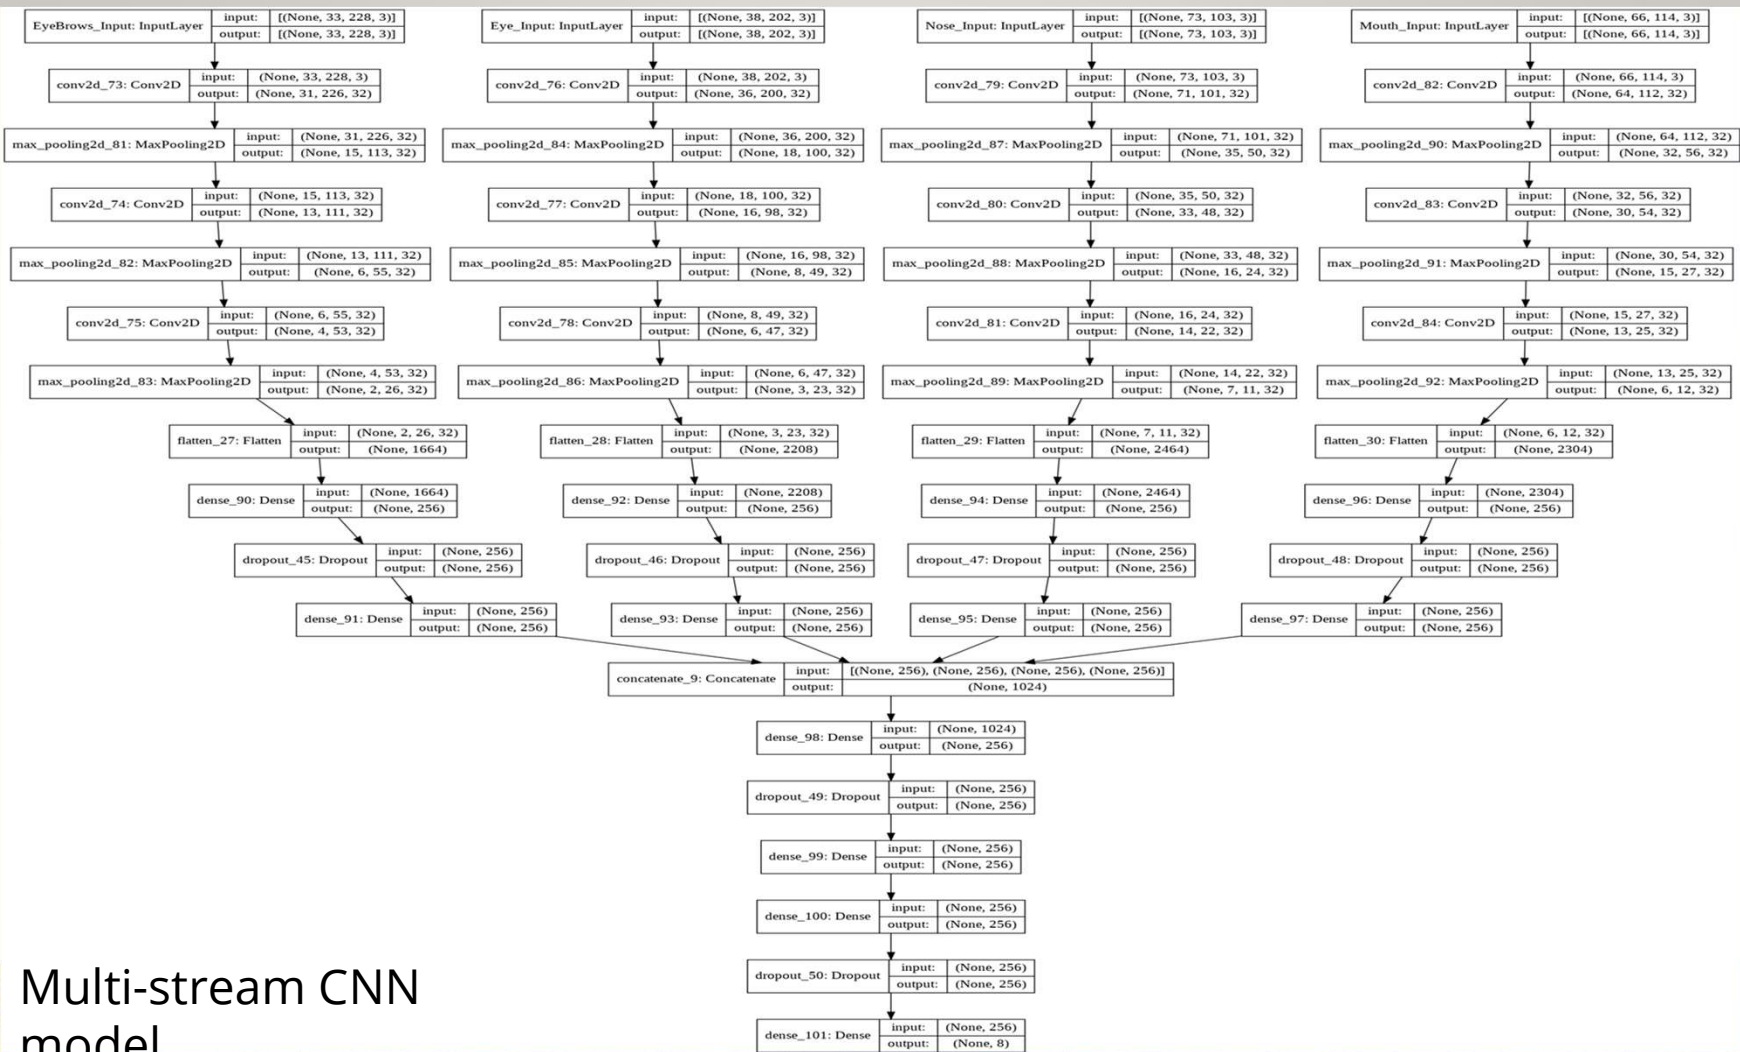 EyeBrows_Input: InputLayer input: [(None, 33, 228, 3)] output: [(None, 33, 228, 3)]
Eye_Input: InputLayer input: [(None, 38, 202, 3)] output: [(None, 38, 202, 3)]
Nose_Input: InputLayer input: [(None, 73, 103, 3)] output: [(None, 73, 103, 3)]
Mouth_Input: InputLayer input: [(None, 66, 114, 3)] output: [(None, 66, 114, 3)]
conv2d_73: Conv2D input: (None, 33, 228, 3) output: (None, 31, 226, 32)
conv2d_76: Conv2D input: (None, 38, 202, 3) output: (None, 36, 200, 32)
conv2d_79: Conv2D input: (None, 73, 103, 3) output: (None, 71, 101, 32)
conv2d_82: Conv2D input: (None, 66, 114, 3) output: (None, 64, 112, 32)
max_pooling2d_81: MaxPooling2D input: (None, 31, 226, 32) output: (None, 15, 113, 32)
max_pooling2d_84: MaxPooling2D input: (None, 36, 200, 32) output: (None, 18, 100, 32)
max_pooling2d_87: MaxPooling2D input: (None, 71, 101, 32) output: (None, 35, 50, 32)
max_pooling2d_90: MaxPooling2D input: (None, 64, 112, 32) output: (None, 32, 56, 32)
conv2d_74: Conv2D input: (None, 15, 113, 32) output: (None, 13, 111, 32)
conv2d_77: Conv2D input: (None, 18, 100, 32) output: (None, 16, 98, 32)
conv2d_80: Conv2D input: (None, 35, 50, 32) output: (None, 33, 48, 32)
conv2d_83: Conv2D input: (None, 32, 56, 32) output: (None, 30, 54, 32)
max_pooling2d_82: MaxPooling2D input: (None, 13, 111, 32) output: (None, 6, 55, 32)
max_pooling2d_85: MaxPooling2D input: (None, 16, 98, 32) output: (None, 8, 49, 32)
max_pooling2d_88: MaxPooling2D input: (None, 33, 48, 32) output: (None, 16, 24, 32)
max_pooling2d_91: MaxPooling2D input: (None, 30, 54, 32) output: (None, 15, 27, 32)
conv2d_75: Conv2D input: (None, 6, 55, 32) output: (None, 4, 53, 32)
conv2d_78: Conv2D input: (None, 8, 49, 32) output: (None, 6, 47, 32)
conv2d_81: Conv2D input: (None, 16, 24, 32) output: (None, 14, 22, 32)
conv2d_84: Conv2D input: (None, 15, 27, 32) output: (None, 13, 25, 32)
max_pooling2d_83: MaxPooling2D input: (None, 4, 53, 32) output: (None, 2, 26, 32)
max_pooling2d_86: MaxPooling2D input: (None, 6, 47, 32) output: (None, 3, 23, 32)
max_pooling2d_89: MaxPooling2D input: (None, 14, 22, 32) output: (None, 7, 11, 32)
max_pooling2d_92: MaxPooling2D input: (None, 13, 25, 32) output: (None, 6, 12, 32)
flatten_27: Flatten input: (None, 2, 26, 32) output: (None, 1664)
flatten_28: Flatten input: (None, 3, 23, 32) output: (None, 2208)
flatten_29: Flatten input: (None, 7, 11, 32) output: (None, 2464)
flatten_30: Flatten input: (None, 6, 12, 32) output: (None, 2304)
dense_90: Dense input: (None, 1664) output: (None, 256)
dense_92: Dense input: (None, 2208) output: (None, 256)
dense_94: Dense input: (None, 2464) output: (None, 256)
dense_96: Dense input: (None, 2304) output: (None, 256)
dropout_45: Dropout input: (None, 256) output: (None, 256)
dropout_46: Dropout input: (None, 256) output: (None, 256)
dropout_47: Dropout input: (None, 256) output: (None, 256)
dropout_48: Dropout input: (None, 256) output: (None, 256)
dense_91: Dense input: (None, 256) output: (None, 256)
dense_93: Dense input: (None, 256) output: (None, 256)
dense_95: Dense input: (None, 256) output: (None, 256)
dense_97: Dense input: (None, 256) output: (None, 256)
concatenate_9: Concatenate input: [(None, 256), (None, 256), (None, 256), (None, 256)] output: (None, 1024)
dense_98: Dense input: (None, 1024) output: (None, 256)
dropout_49: Dropout input: (None, 256) output: (None, 256)
dense_99: Dense input: (None, 256) output: (None, 256)
dense_100: Dense input: (None, 256) output: (None, 256)
dropout_50: Dropout input: (None, 256) output: (None, 256)
dense_101: Dense input: (None, 256) output: (None, 8)
Multi-stream CNN
model